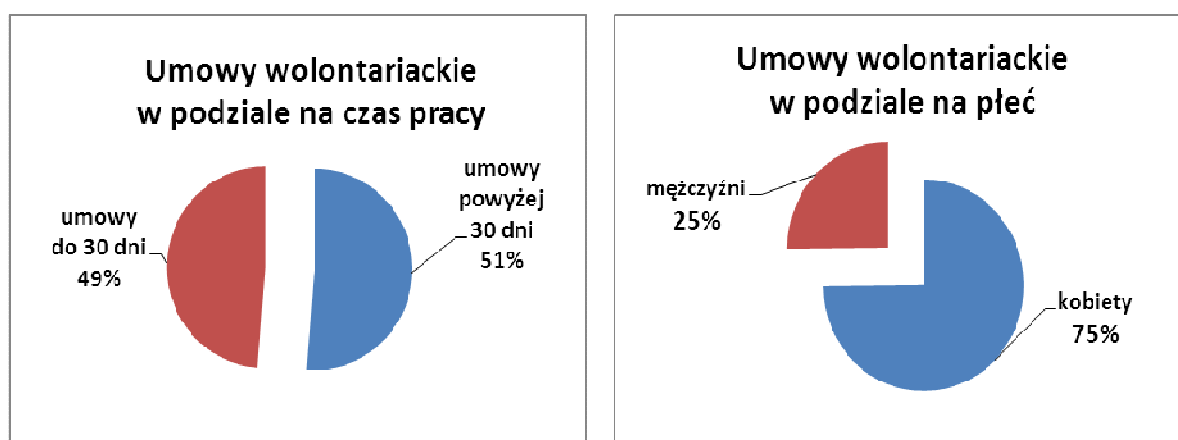 Umowy wolontariackie
w podziale na czas pracy
umowy
do 30 dni
49%
umowy
powyżej
30 dni
51%
Umowy wolontariackie
w podziale na płeć
mężczyźni
25%
kobiety
75%